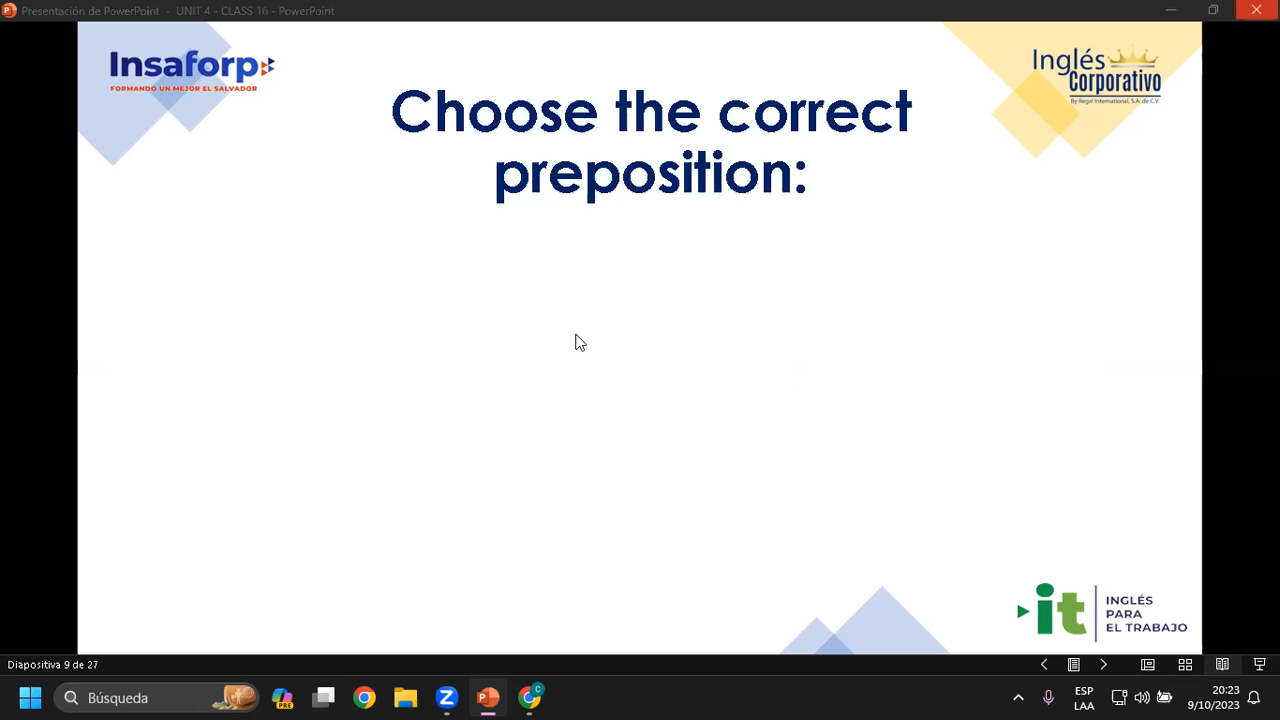 Presentación de PowerPoint - UNIT 4 - CLASS 16 - PowerPoint
Insaforp
FORMANDO UN MEJOR EL SALVADOR
Inglés
Corporativo
By Regal International, S.A. de C.V.
Choose the correct
preposition:
it
INGLÉS
PARA
EL TRABAJO
Diapositiva 9 de 27
Búsqueda
PRE
Z
P
C
ESP
LAA
20:23
9/10/2023